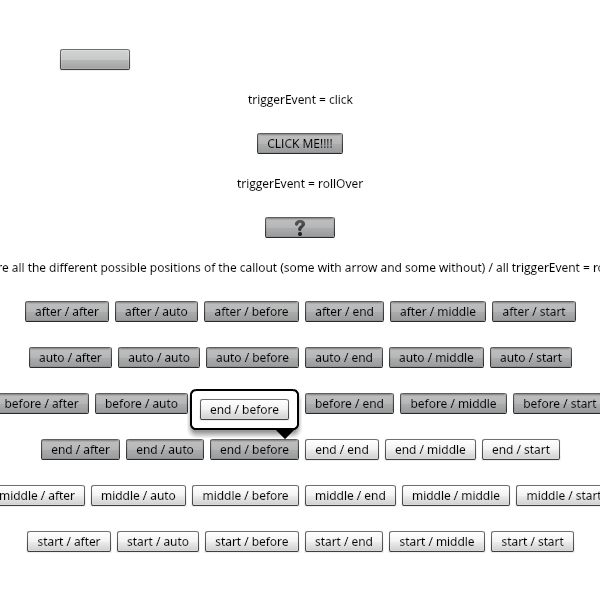 triggerEvent = click
CLICK ME!!!!
triggerEvent = rollOver
?
all the different possible positions of the callout (some with arrow and some without) / all triggerEvent =
after / after after / auto after / before after / end after / middle after / start
auto / after auto / auto auto / before auto / end auto / middle auto / start
before / after before / auto end / before before / end before / middle before / start
end / after end / auto end / before end / end end / middle end / start
middle / after middle / auto middle / before middle / end middle / middle middle / start
start / after start / auto start / before start / end start / middle start / start